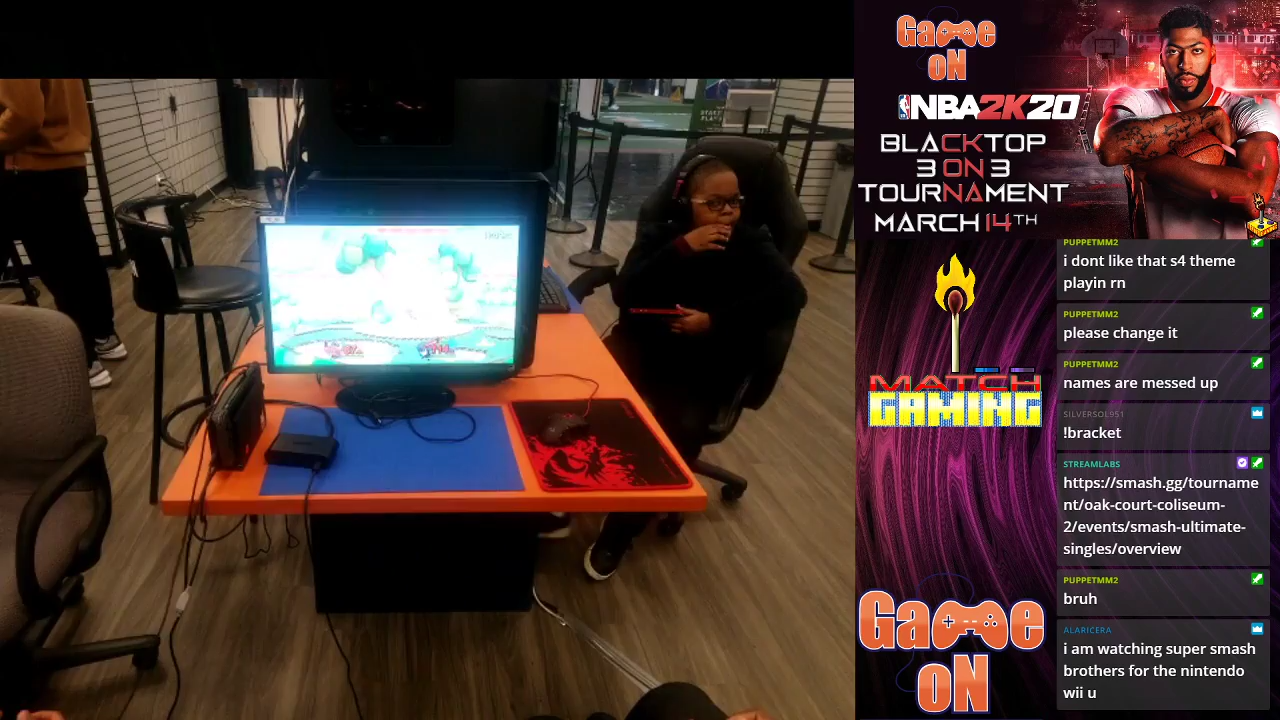 Game
oN
NBA2K20
BLACKTOP
3 ON 3
TOURNAMENT
MARCH 14TH
PUPPETMM2
i dont like that s4 theme
playin rn
PUPPETMM2
please change it
PUPPETMM2
names are messed up
SILVERSOL951
!bracket
STREAMLABS
https://smash.gg/tourname
nt/oak-court-coliseum-
2/events/smash-ultimate-
singles/overview
PUPPETMM2
bruh
ALARICERA
i am watching super smash
brothers for the nintendo
wii u
MATCH
GAMING
Game
oN